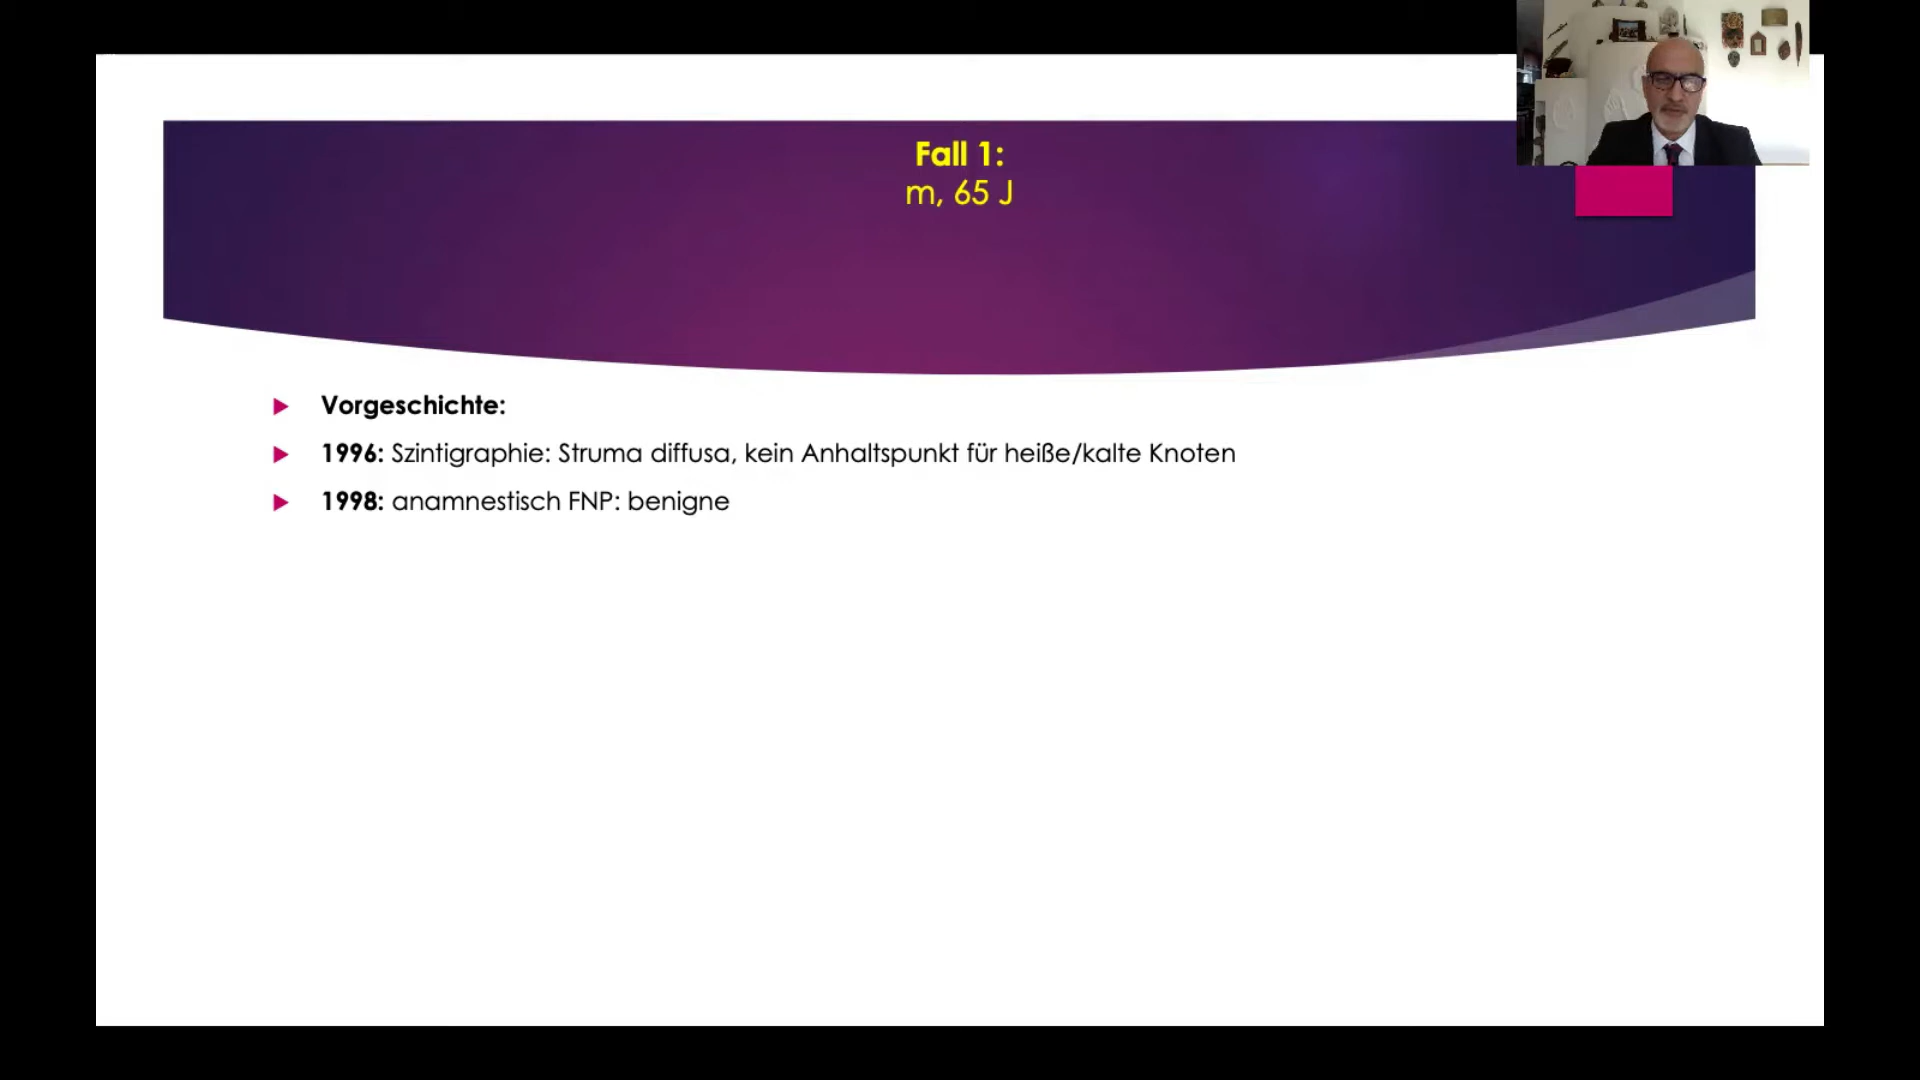 Fall 1:
m, 65 J
Vorgeschichte:
1996: Szintigraphie: Struma diffusa, kein Anhaltspunkt für heiße/kalte Knoten
1998: anamnestisch FNP: benigne